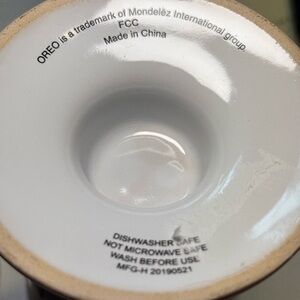 OREO is a trademark of Mondelēz International group.
FCC
Made in China
DISHWASHER SAFE
NOT MICROWAVE SAFE
WASH BEFORE USE
MFG-H 20190521